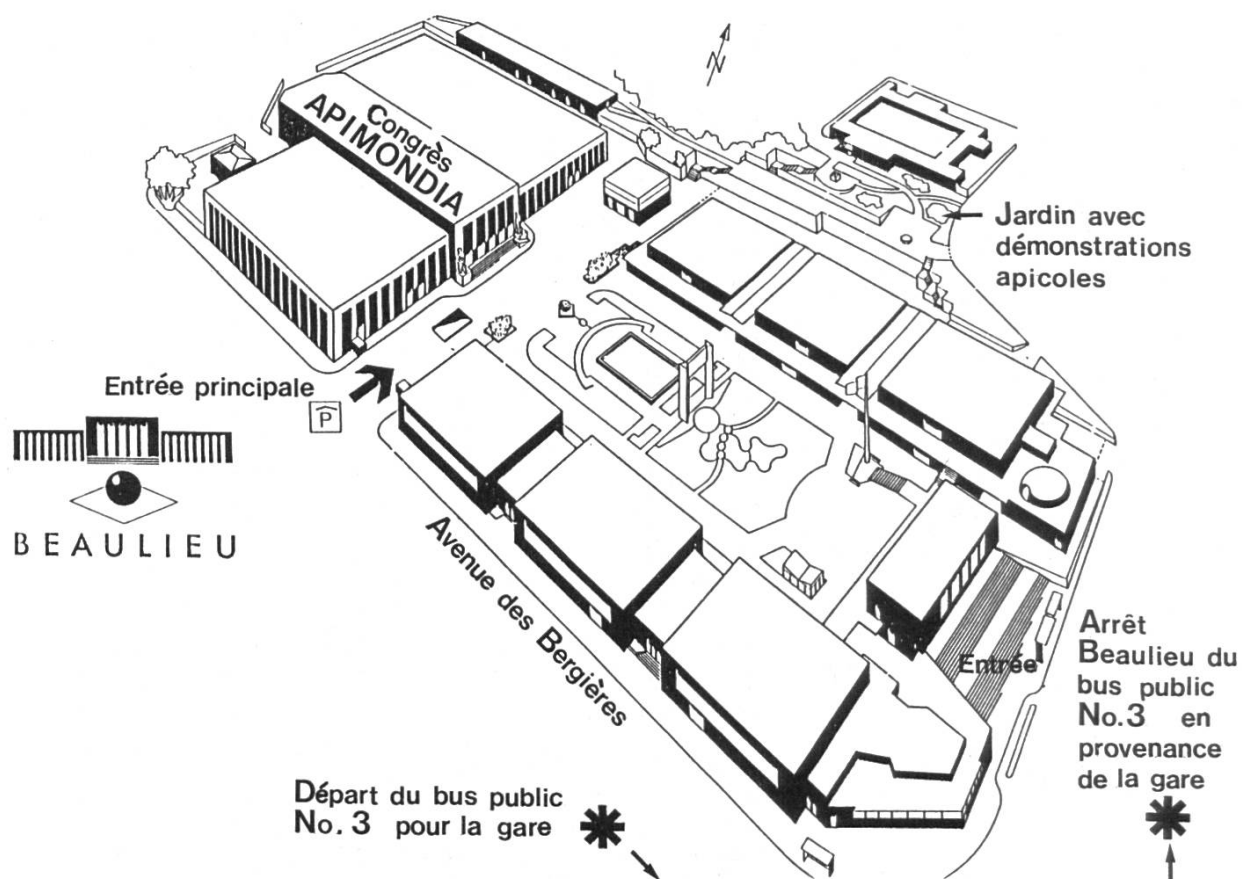 N
Congrès
APIMONDIA
Jardin avec
démonstrations
apicoles
Entrée principale
P
BEAULIEU
Avenue des Bergières
Entrée
Arrêt
Beaulieu du
bus public
No.3 en
provenance
de la gare
Départ du bus public
No. 3 pour la gare